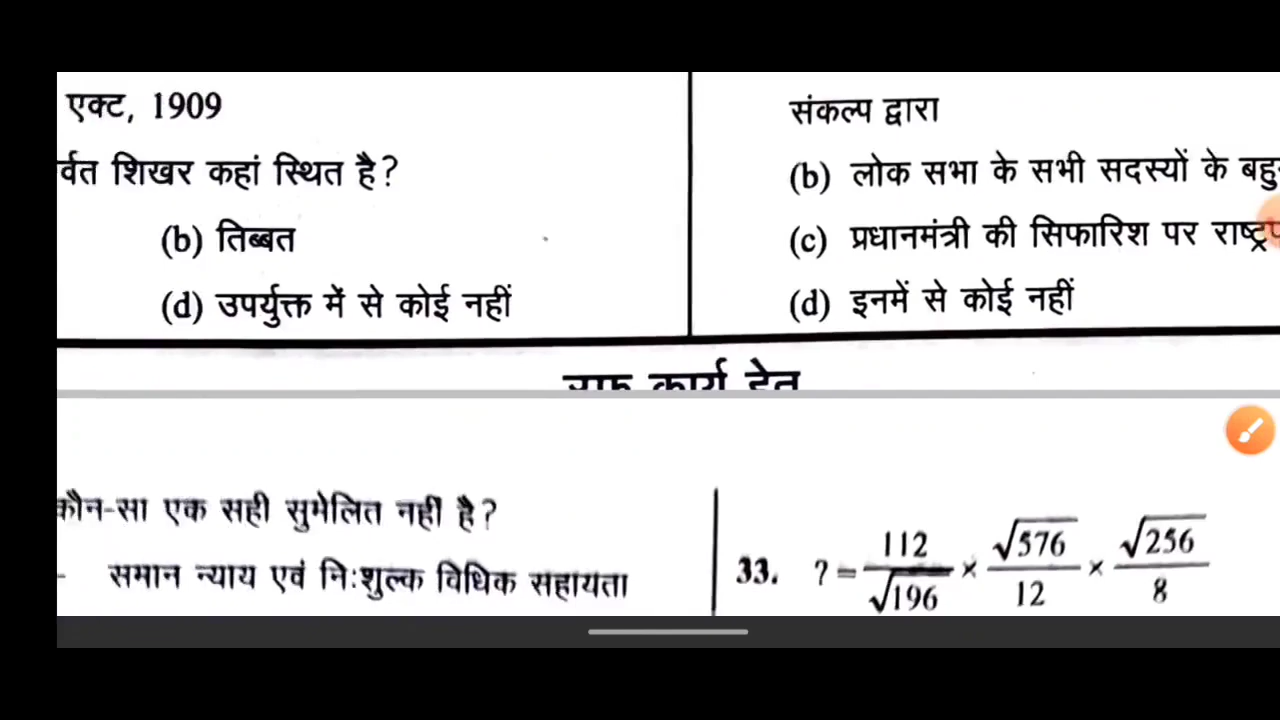 एक्ट, 1909
र्वत शिखर कहां स्थित है?
(b) तिब्बत
(d) उपर्युक्त में से कोई नहीं
संकल्प द्वारा
(b) लोक सभा के सभी सदस्यों के
(c) प्रधानमंत्री की सिफारिश पर
(d) इनमें से कोई नहीं
कार्य
कौन-सा एक सही सुमेलित नहीं है?
- समान न्याय एवं नि:शुल्क विधिक सहायता
33. ? = 112/√196 × √576/12 × √256/8